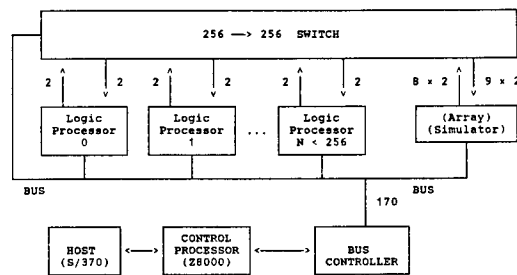 256 —> 256 SWITCH
2 2 2 2 2 2 8 × 2 9 × 2
Logic Processor 0
Logic Processor 1
...
Logic Processor N < 256
(Array) (Simulator)
BUS
BUS
170
HOST (S/370)
CONTROL PROCESSOR (Z8000)
BUS CONTROLLER